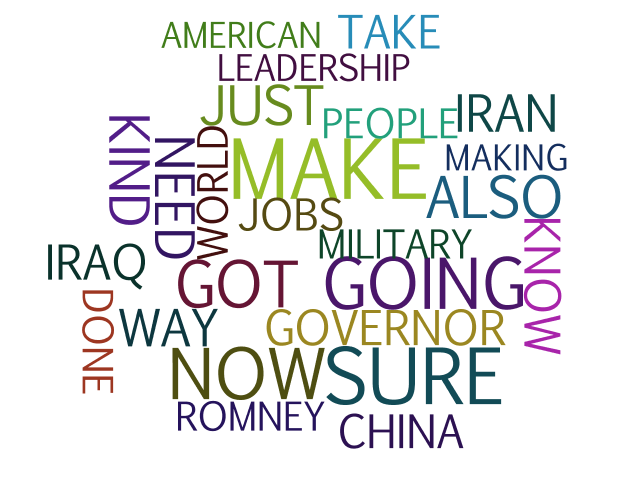 AMERICAN TAKE
LEADERSHIP
JUST
PEOPLE IRAN
KIND
NEED
WORLD
MAKE
MAKING
ALSO
JOBS
KNOW
MILITARY
IRAQ
GOT GOING
DONE
WAY GOVERNOR
NOW SURE
ROMNEY
CHINA